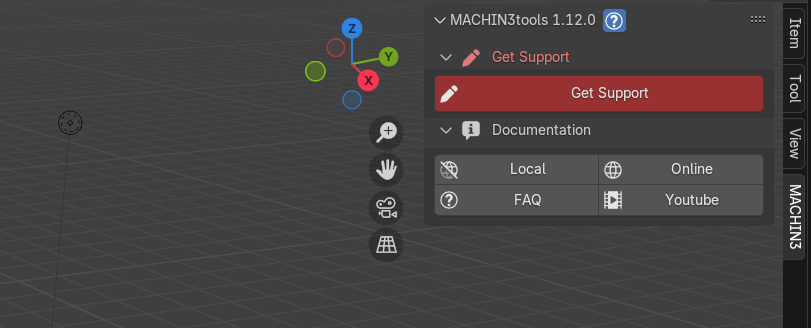 MACHIN3tools 1.12.0
Get Support
Get Support
Documentation
Local
Online
FAQ
Youtube
Z
Y
X
Item
Tool
View
MACHIN3